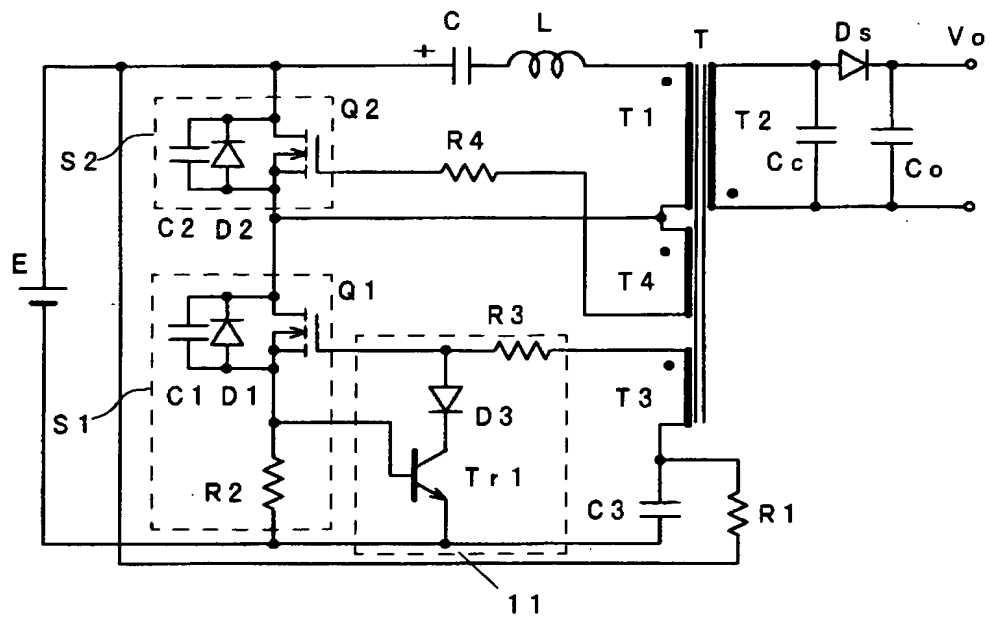 C
L
T
Ds
Vo
+
Q2
T1
T2
R4
S2
Cc
Co
C2
D2
E
T4
Q1
R3
C1
D1
D3
T3
S1
Tr1
R2
C3
R1
11